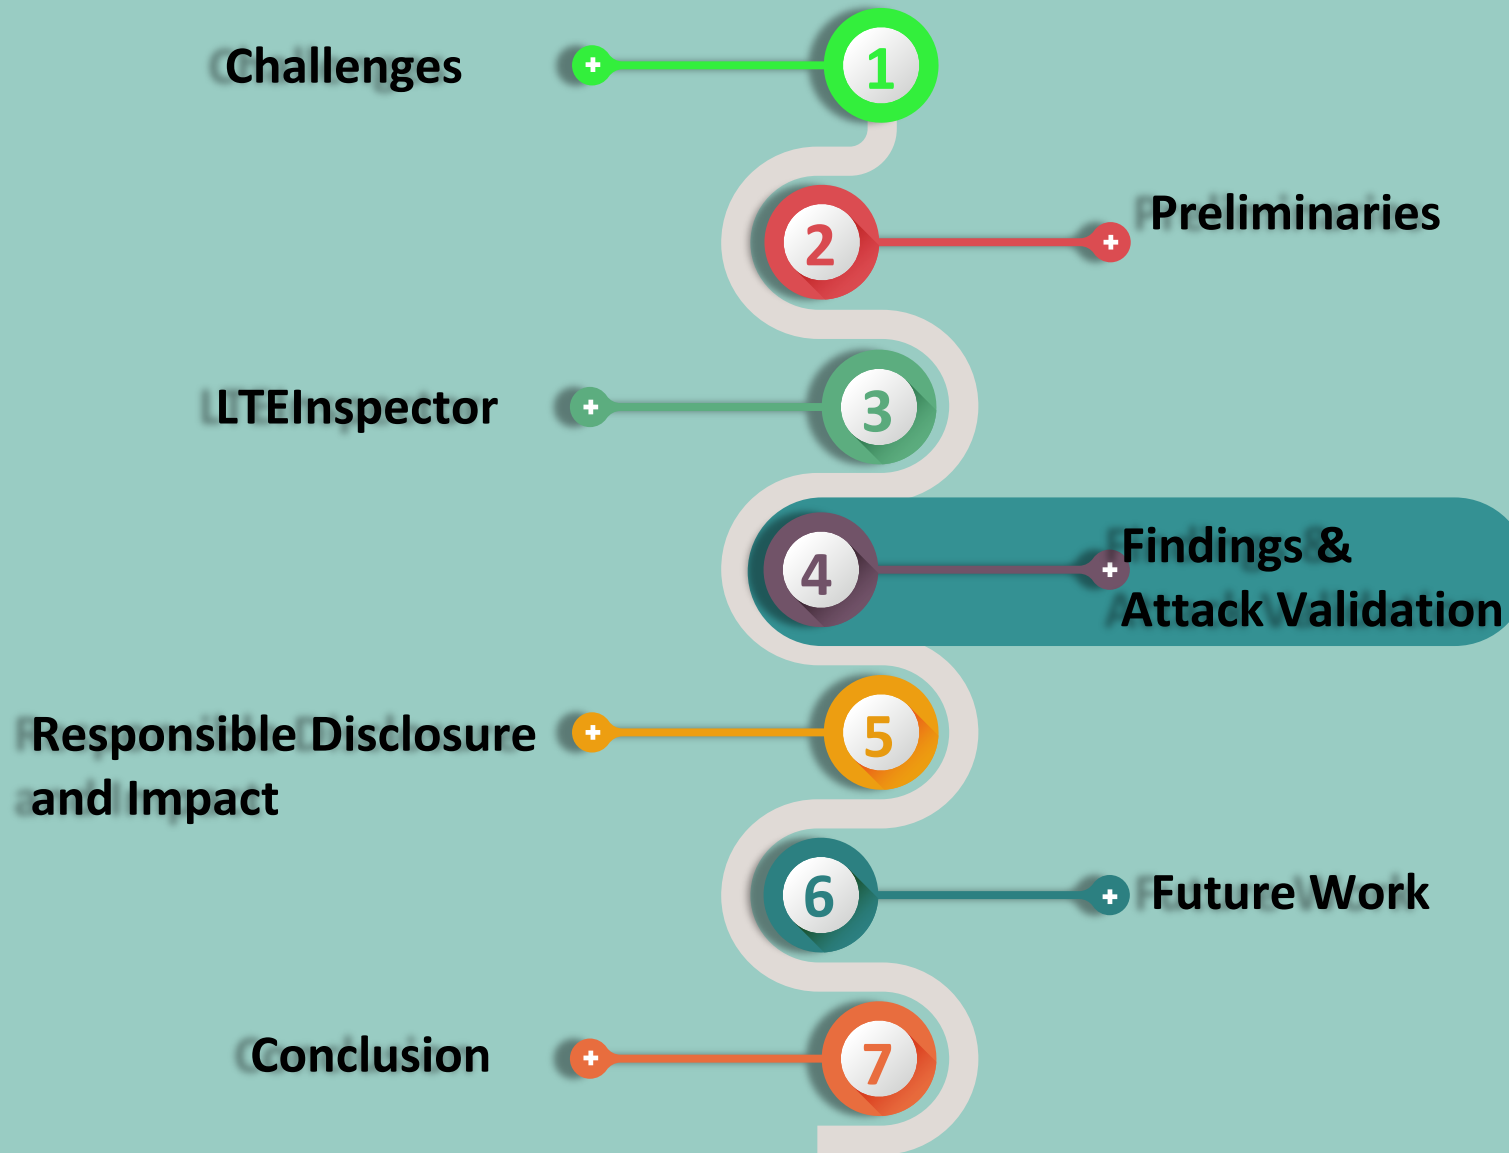 Challenges
1
2
Preliminaries
LTEInspector
3
4
Findings &
Attack Validation
Responsible Disclosure
and Impact
5
6
Future Work
Conclusion
7